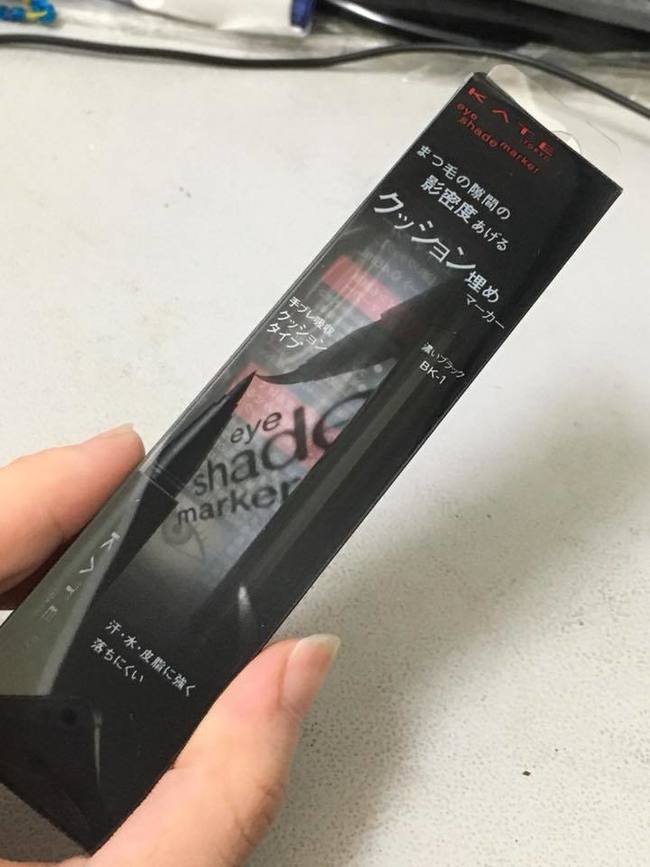 KATE
TOKYO
eye
shade marker
まつ毛の隙間の
影密度あげる
クッション埋め
マーカー
濃いブラック
BK-1
手ブレ吸収
クッション
タイプ
eye
shade
marker
KATE
汗・水・皮脂に強く
落ちにくい